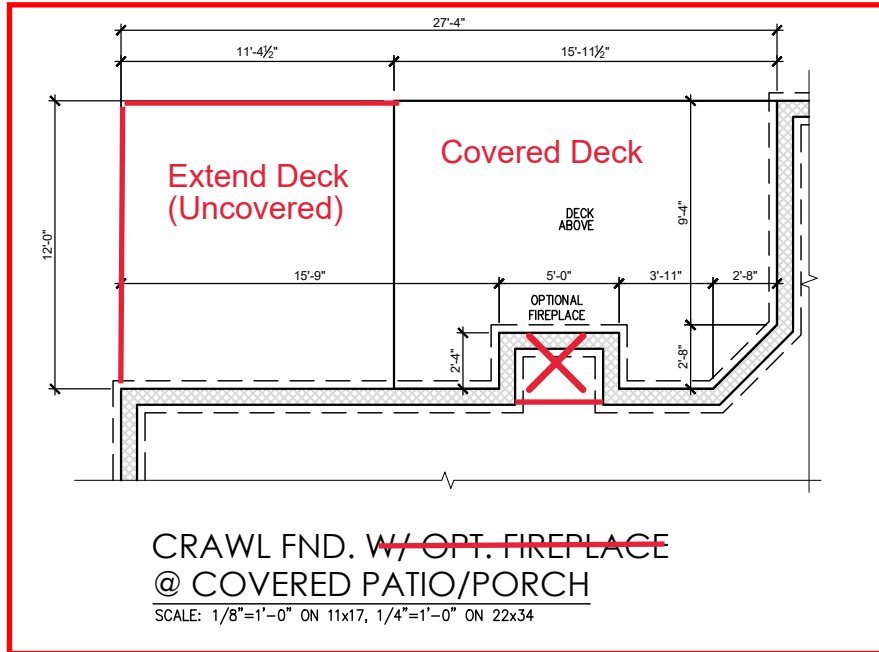 27'-4"
11'-4½"
15'-11½"
Extend Deck
(Uncovered)
Covered Deck
DECK
ABOVE
12'-0"
9'-4"
15'-9"
5'-0"
3'-11"
2'-8"
OPTIONAL
FIREPLACE
2'-4"
2'-8"
CRAWL FND. W/ OPT. FIREPLACE
@ COVERED PATIO/PORCH
SCALE: 1/8"=1'-0" ON 11x17, 1/4"=1'-0" ON 22x34